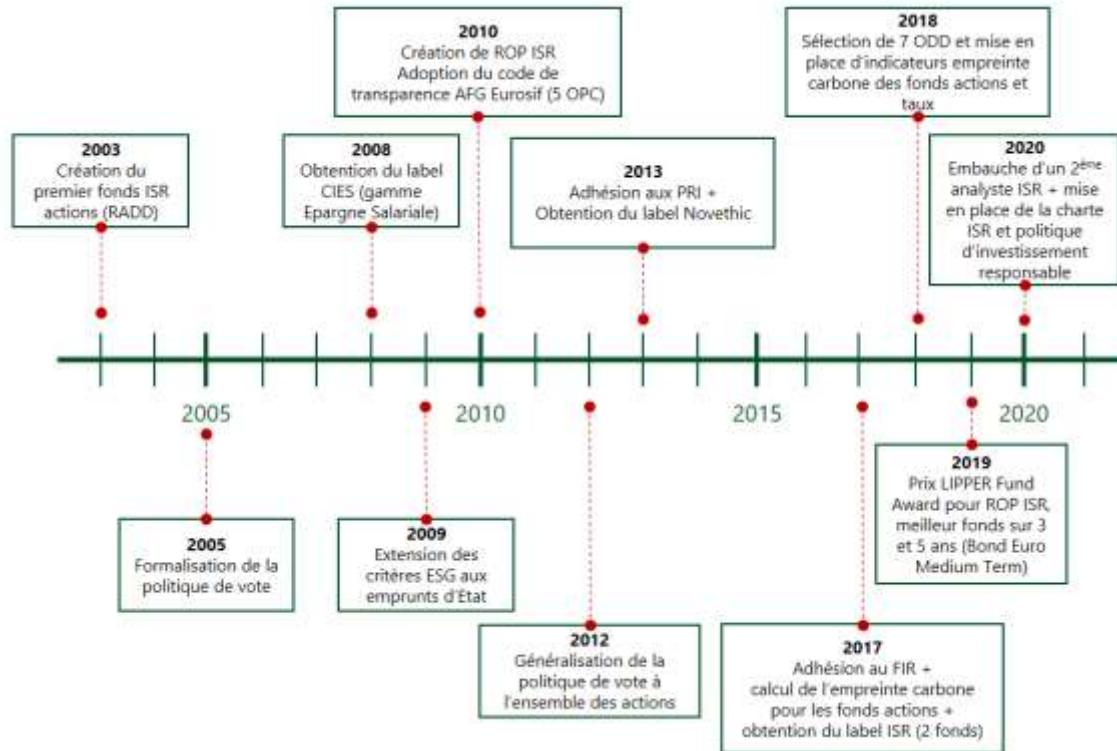 2010
Création de ROP ISR
Adoption du code de
transparence AFG Eurosif (5 OPC)
2018
Sélection de 7 ODD et mise en
place d'indicateurs empreinte
carbone des fonds actions et
taux
2003
Création du
premier fonds ISR
actions (RADD)
2008
Obtention du label
CIES (gamme
Epargne Salariale)
2013
Adhésion aux PRI +
Obtention du label Novethic
2020
Embauche d'un 2ème
analyste ISR + mise
en place de la charte
ISR et politique
d'investissement
responsable
2005
2010
2015
2020
2005
Formalisation de la
politique de vote
2009
Extension des
critères ESG aux
emprunts d'État
2012
Généralisation de la
politique de vote à
l'ensemble des actions
2017
Adhésion au FIR +
calcul de l'empreinte carbone
pour les fonds actions +
obtention du label ISR (2 fonds)
2019
Prix LIPPER Fund
Award pour ROP ISR,
meilleur fonds sur 3
et 5 ans (Bond Euro
Medium Term)